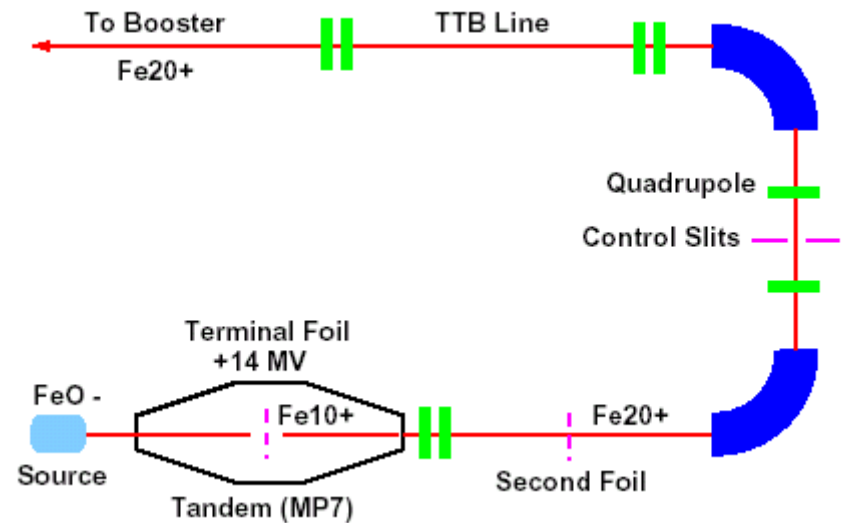 To Booster
TTB Line
Fe20+
Quadrupole
Control Slits
Terminal Foil
+14 MV
FeO -
Fe10+
Fe20+
Source
Second Foil
Tandem (MP7)